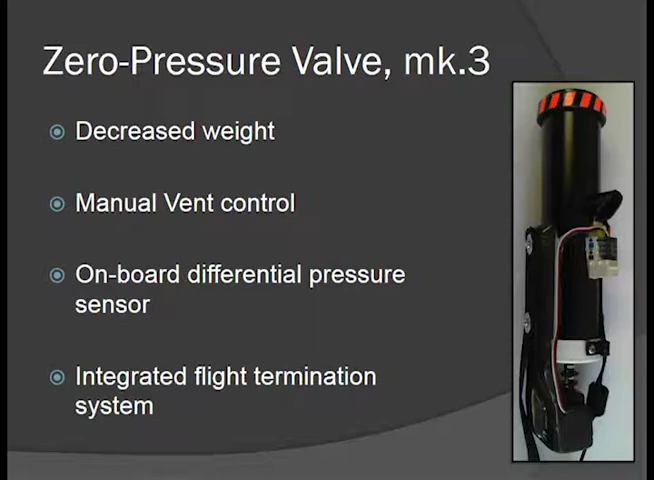 Zero-Pressure Valve, mk.3
Decreased weight
Manual Vent control
On-board differential pressure
sensor
Integrated flight termination
system